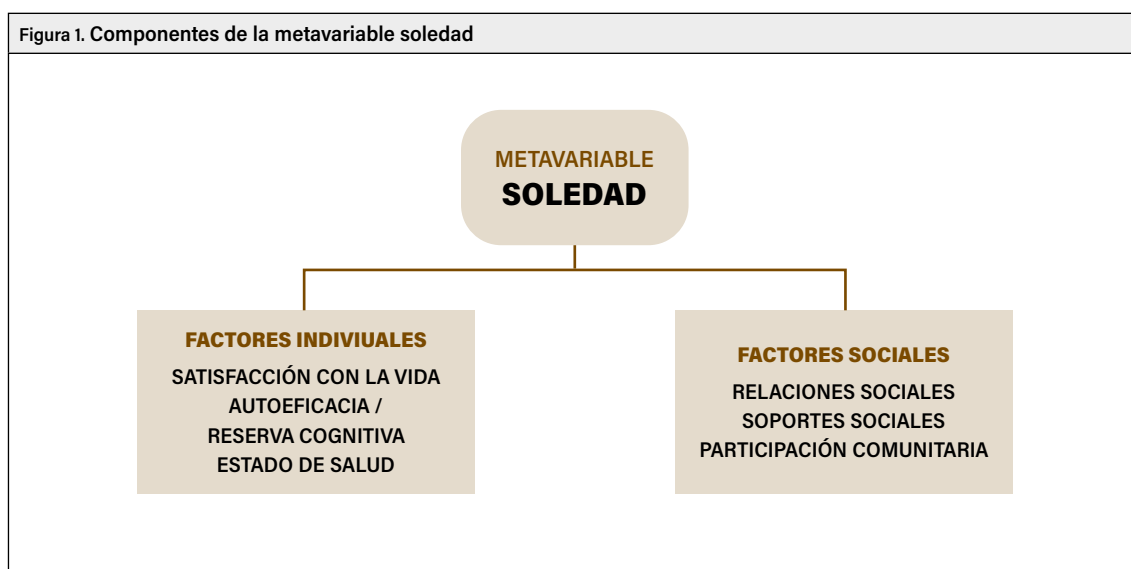 Figura 1. Componentes de la metavariable soledad
METAVARIABLE
SOLEDAD
FACTORES INDIVIUALES
SATISFACCIÓN CON LA VIDA
AUTOEFICACIA /
RESERVA COGNITIVA
ESTADO DE SALUD
FACTORES SOCIALES
RELACIONES SOCIALES
SOPORTES SOCIALES
PARTICIPACIÓN COMUNITARIA